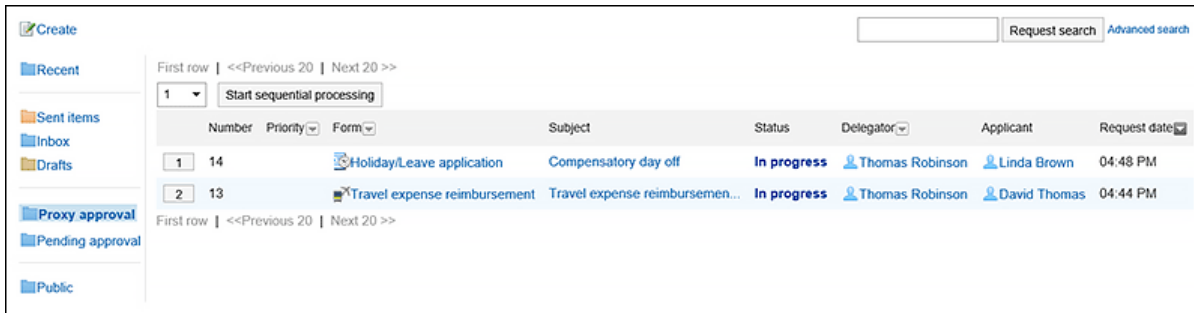 Create
Request search Advanced search
Recent
First row | <<Previous 20 | Next 20 >>
1 Start sequential processing
Sent items
Inbox
Drafts
Proxy approval
Pending approval
Public
Number Priority Form Subject Status Delegator Applicant Request date
1 14 Holiday/Leave application Compensatory day off In progress Thomas Robinson Linda Brown 04:48 PM
2 13 Travel expense reimbursement Travel expense reimbursemen... In progress Thomas Robinson David Thomas 04:44 PM
First row | <<Previous 20 | Next 20 >>